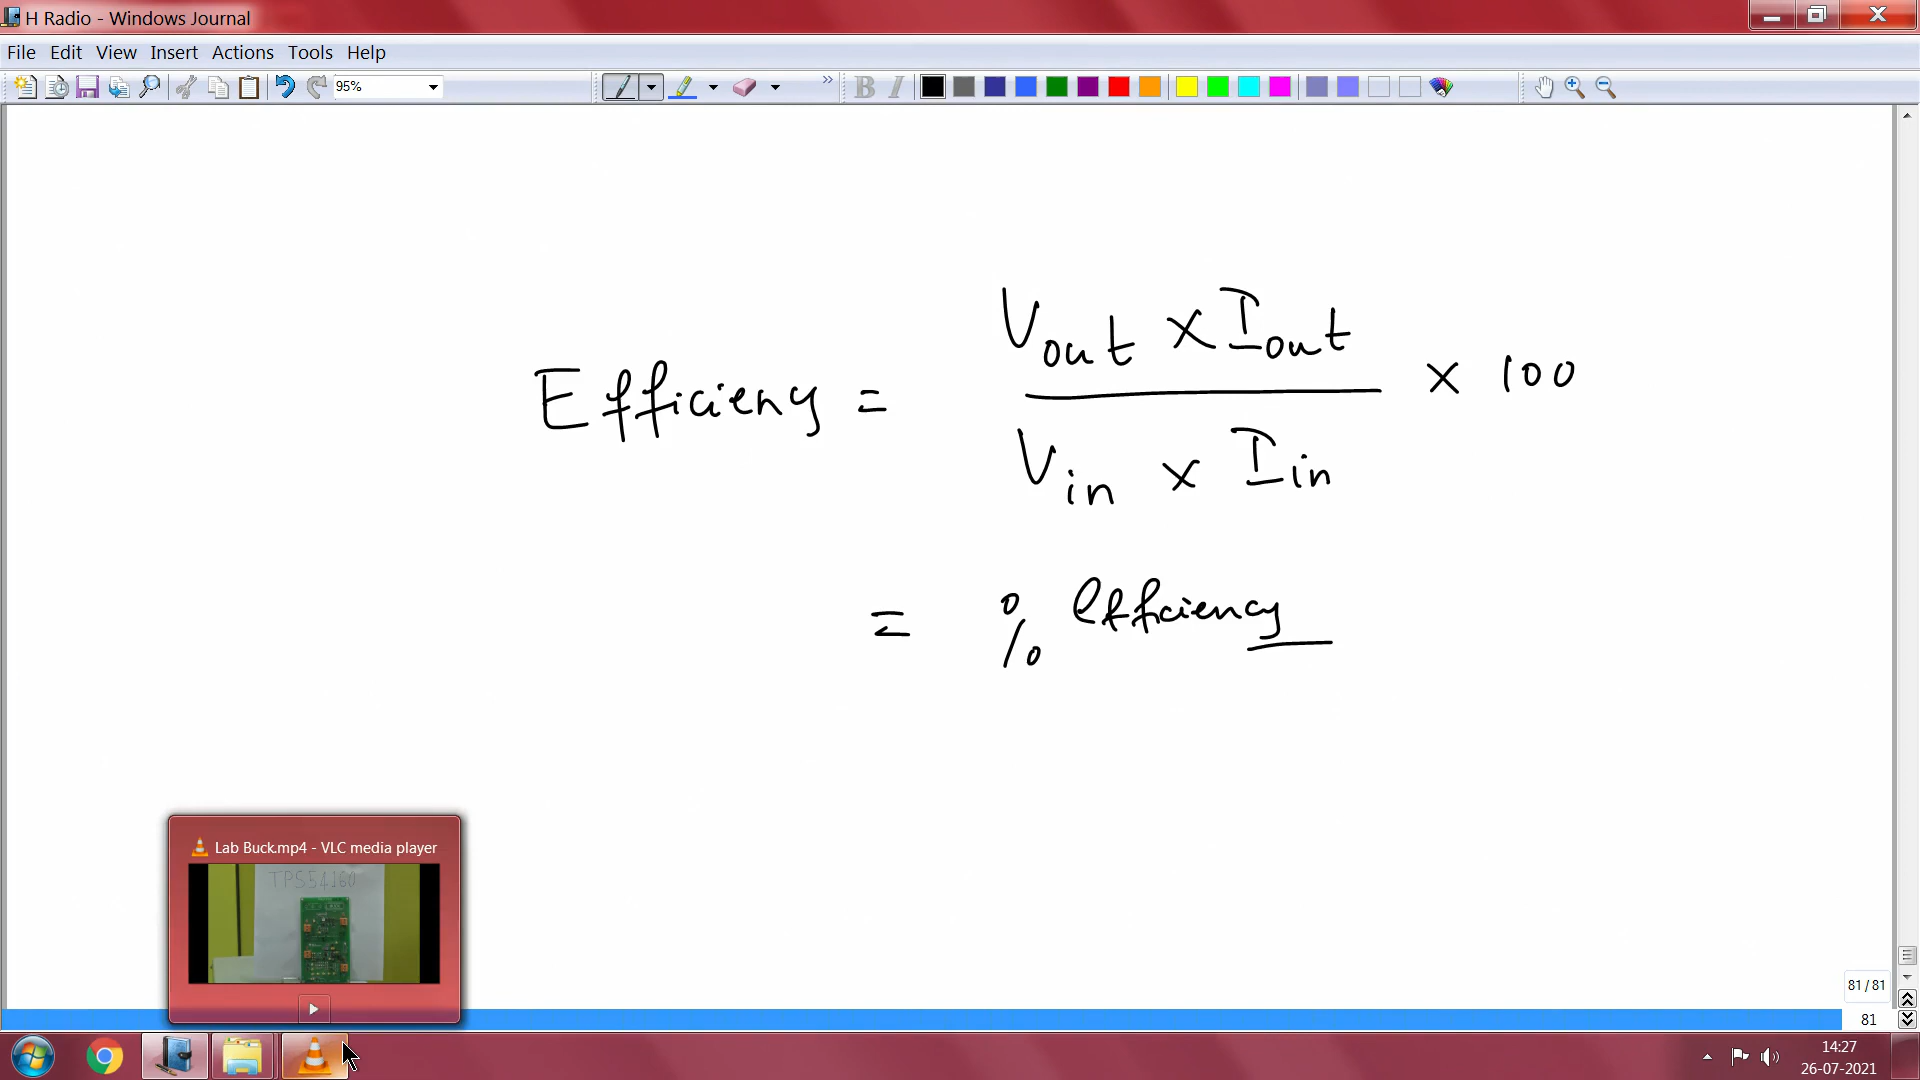 H Radio - Windows Journal
File Edit View Insert Actions Tools Help
95%
B I
Vout x Iout
Efficieny = x 100
Vin x Iin
= % efficiency
Lab Buck.mp4 - VLC media player
TPS54160
81 / 81
81
14:27
26-07-2021